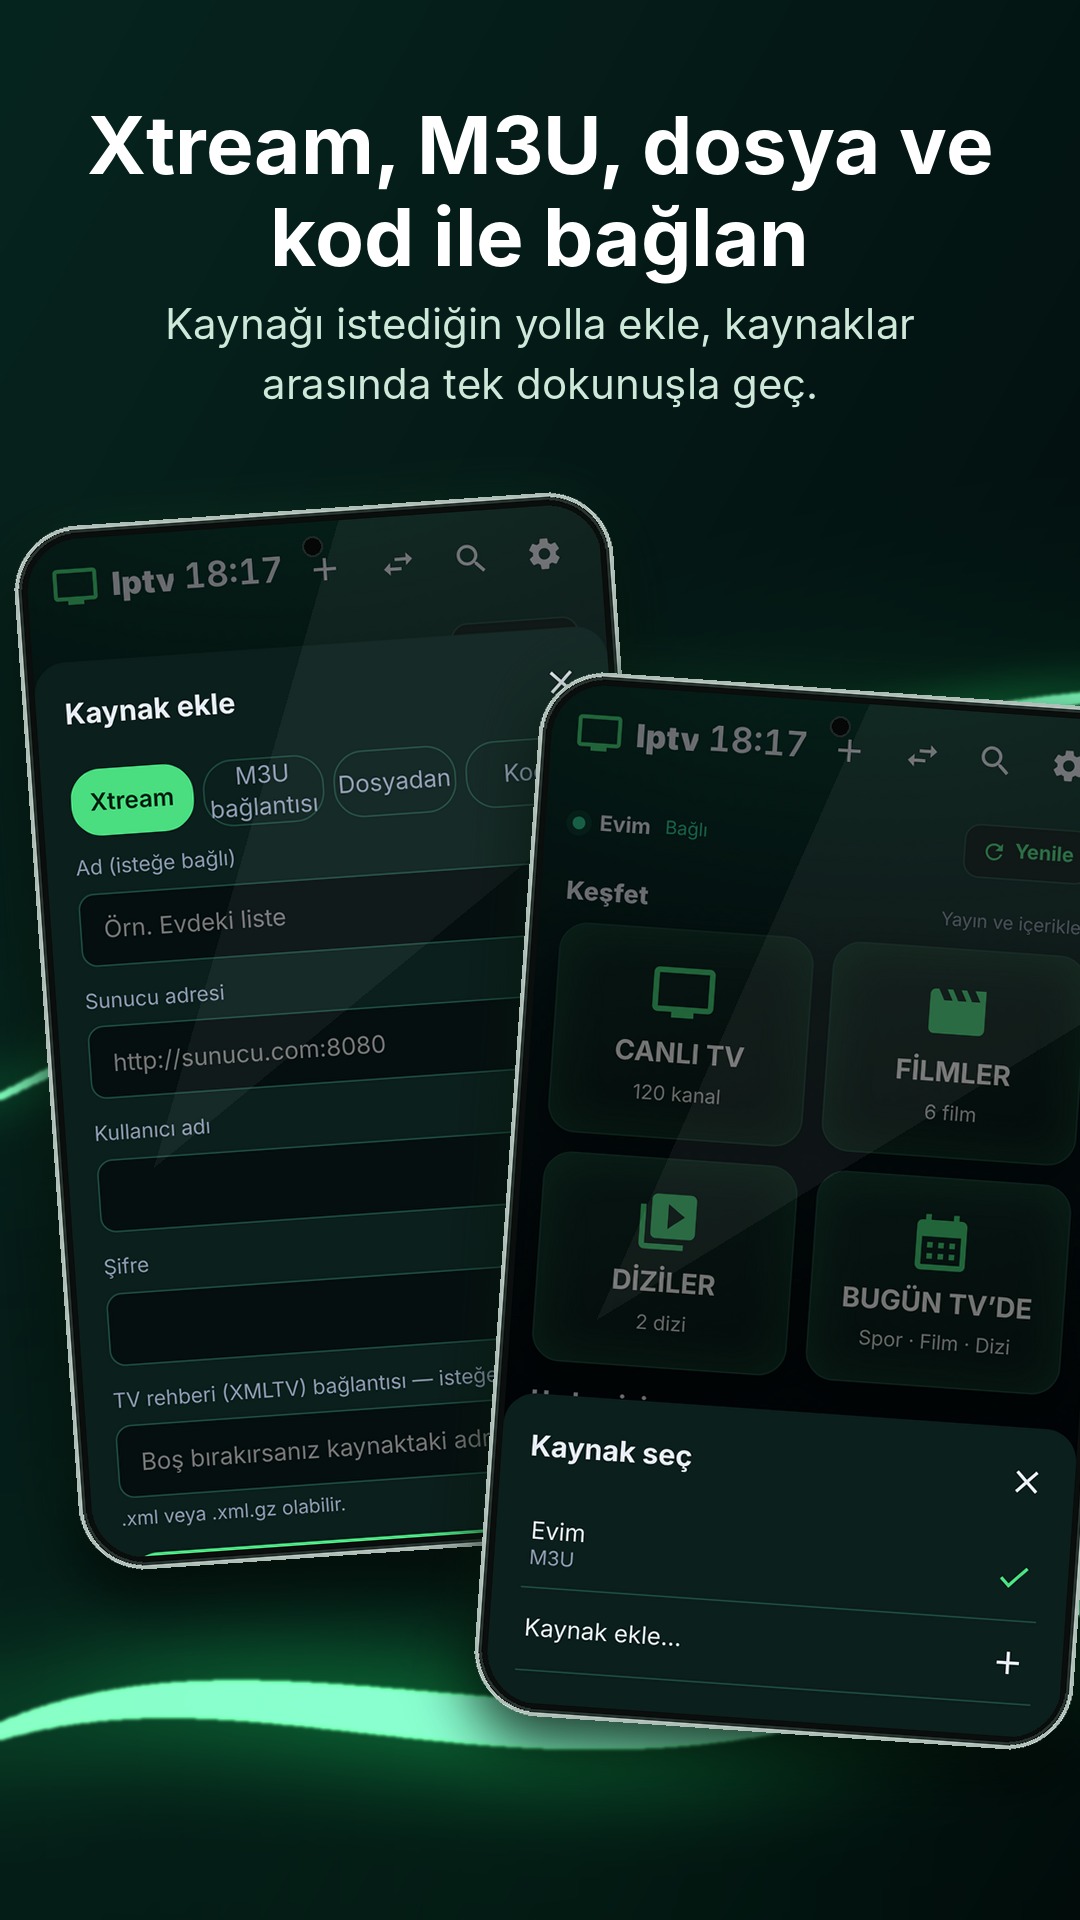 Xtream, M3U, dosya ve
kod ile bağlan
Kaynağı istediğin yolla ekle, kaynaklar
arasında tek dokunuşla geç.
Iptv 18:17
Kaynak ekle
Xtream
M3U
bağlantısı
Dosyadan
Ad (isteğe bağlı)
Örn. Evdeki liste
Sunucu adresi
http://sunucu.com:8080
Kullanıcı adı
Şifre
TV rehberi (XMLTV) bağlantısı — isteğe
Boş bırakırsanız kaynaktaki
.xml veya .xml.gz olabilir.
Iptv 18:17
Evim Bağlı
Yenile
Keşfet
Yayın ve içerikle
CANLI TV
120 kanal
FİLMLER
6 film
DİZİLER
2 dizi
BUGÜN TV’DE
Spor · Film · Dizi
Kaynak seç
Evim
M3U
Kaynak ekle...